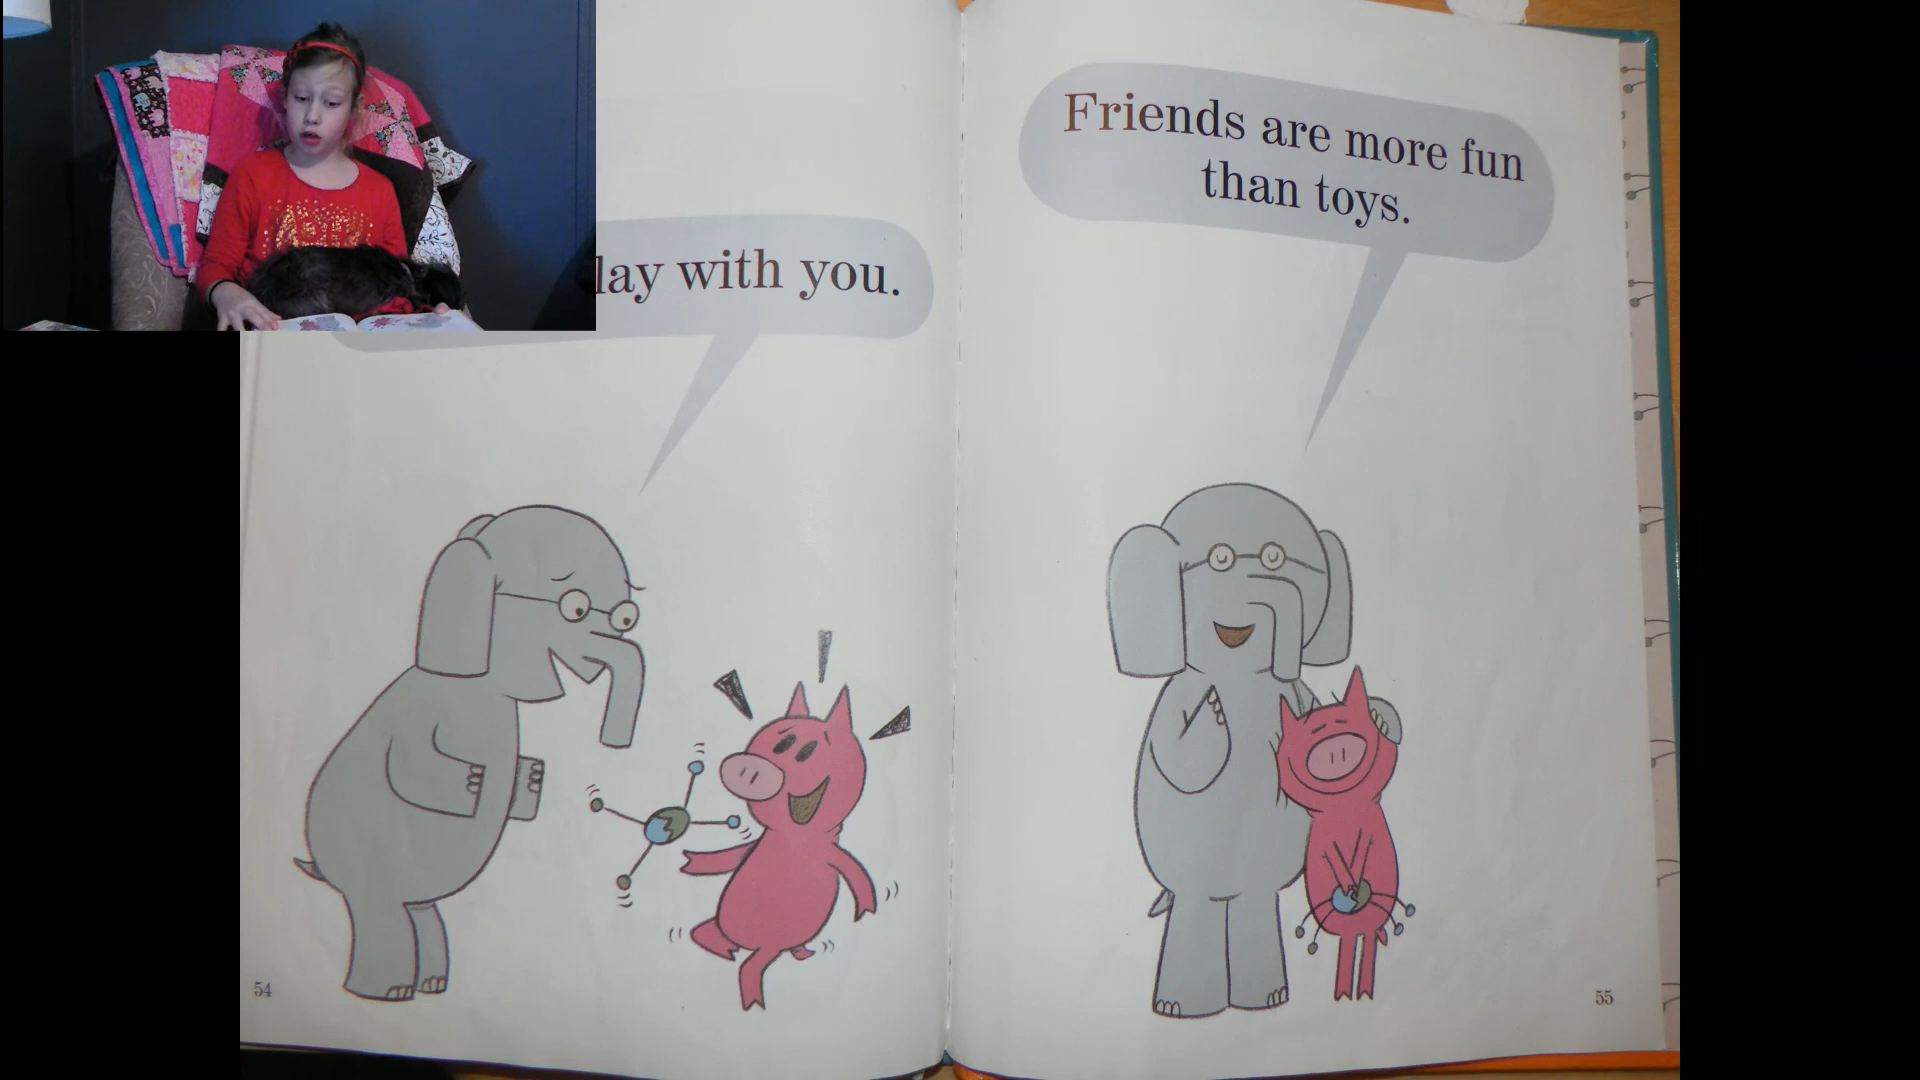 lay with you.
Friends are more fun
than toys.
54
55